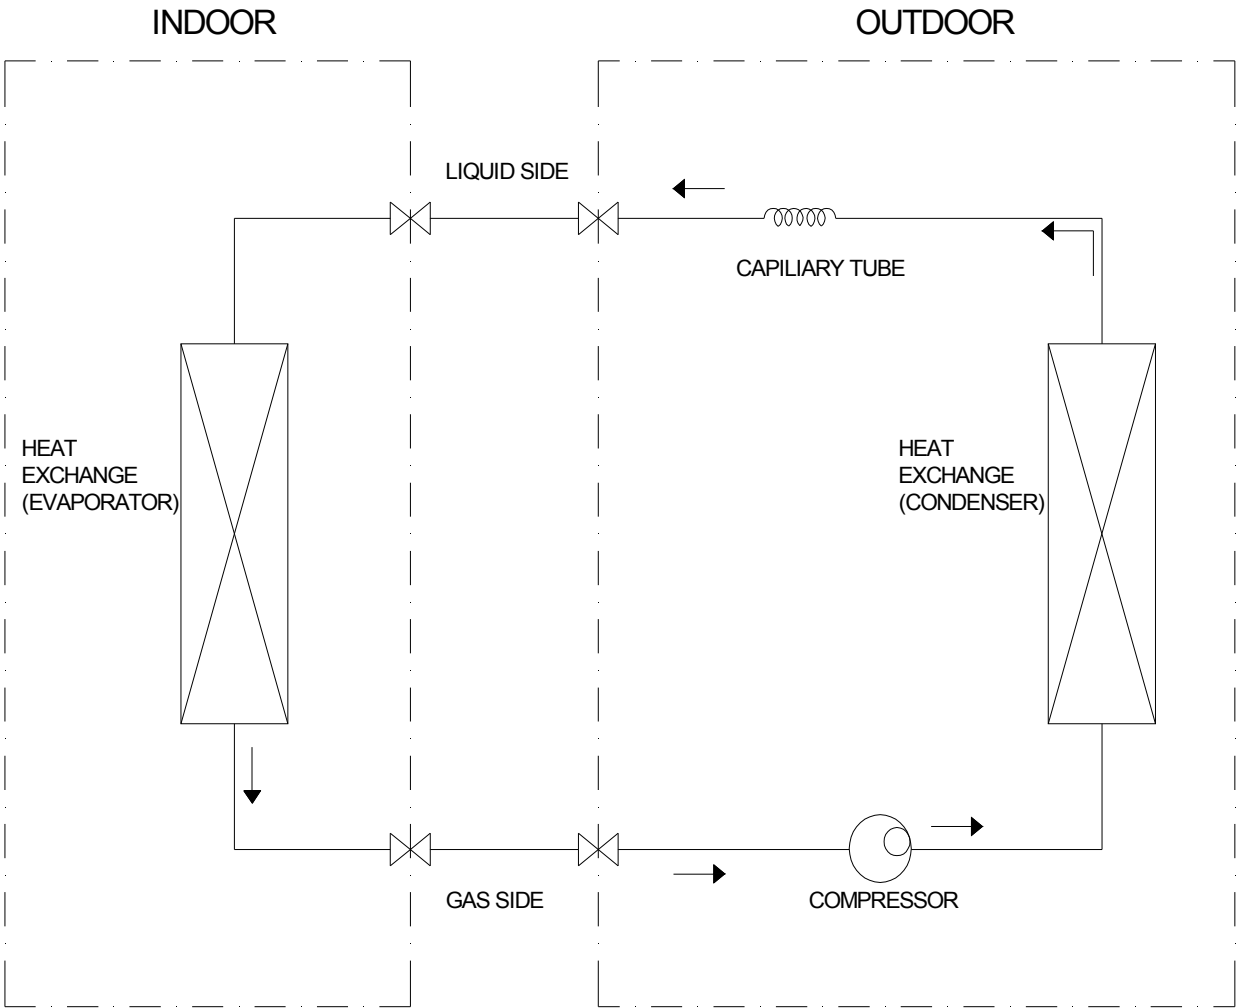 INDOOR
OUTDOOR
LIQUID SIDE
CAPILIARY TUBE
HEAT
EXCHANGE
(EVAPORATOR)
HEAT
EXCHANGE
(CONDENSER)
GAS SIDE
COMPRESSOR